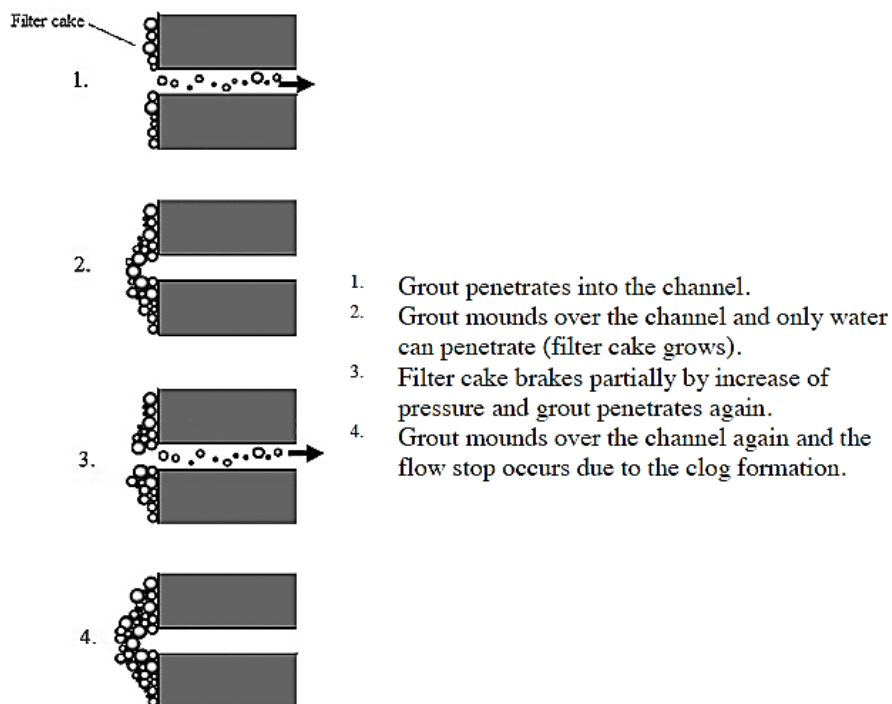 Filter cake
1.
2.
3.
4.
1. Grout penetrates into the channel.
2. Grout mounds over the channel and only water
can penetrate (filter cake grows).
3. Filter cake brakes partially by increase of
pressure and grout penetrates again.
4. Grout mounds over the channel again and the
flow stop occurs due to the clog formation.